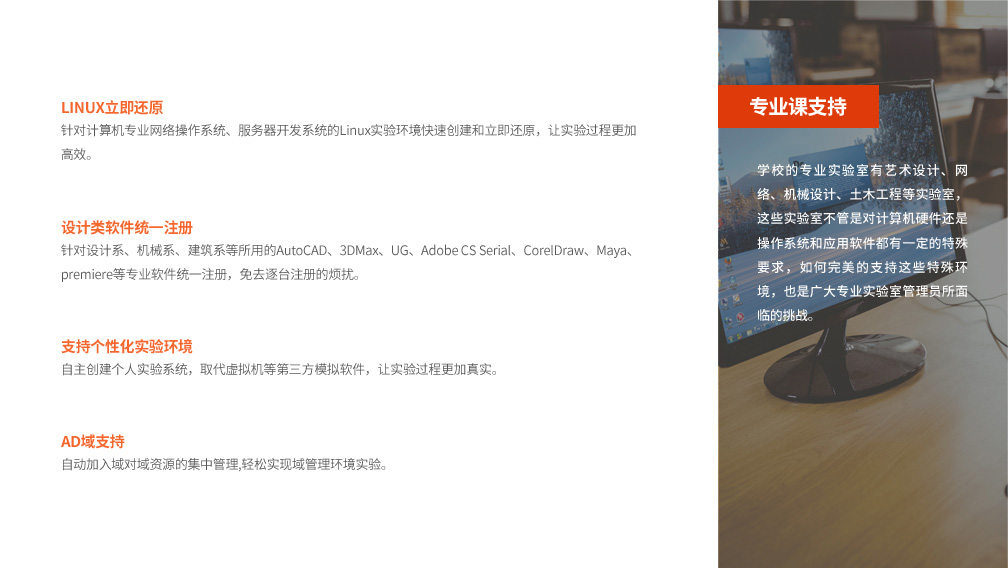 LINUX立即还原
针对计算机专业网络操作系统、服务器开发系统的Linux实验环境快速创建和立即还原，让实验过程更加
高效。
设计类软件统一注册
针对设计系、机械系、建筑系等所用的AutoCAD、3DMax、UG、Adobe CS Serial、CorelDraw、Maya、
premiere等专业软件统一注册，免去逐台注册的烦扰。
支持个性化实验环境
自主创建个人实验系统，取代虚拟机等第三方模拟软件，让实验过程更加真实。
AD域支持
自动加入域对域资源的集中管理,轻松实现域管理环境实验。
专业课支持
学校的专业实验室有艺术设计、网
络、机械设计、土木工程等实验室，
这些实验室不管是对计算机硬件还是
操作系统和应用软件都有一定的特殊
要求，如何完美的支持这些特殊环
境，也是广大专业实验室管理员所面
临的挑战。